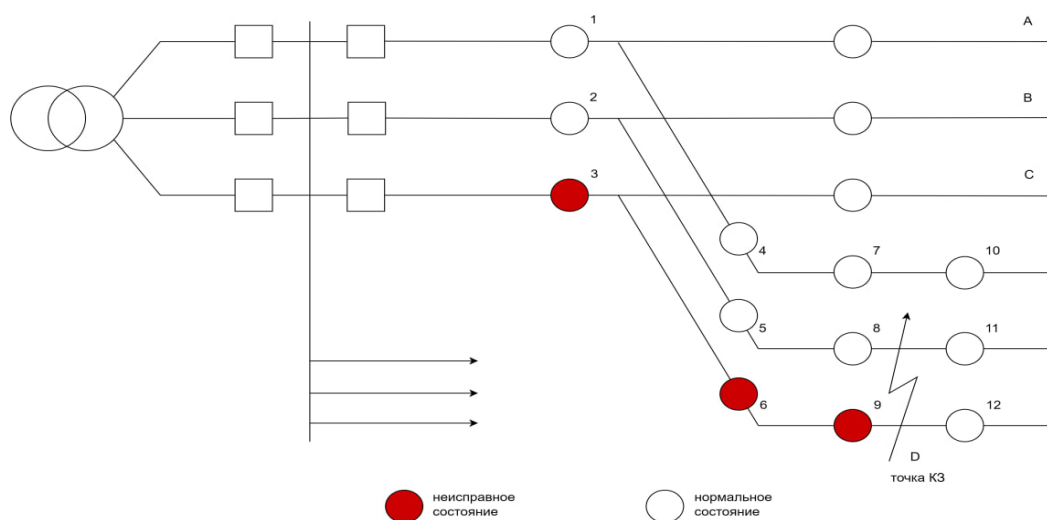 1
A
2
B
3
C
4
7
10
5
8
11
6
9
12
D
точка КЗ
неисправное
состояние
нормальное
состояние